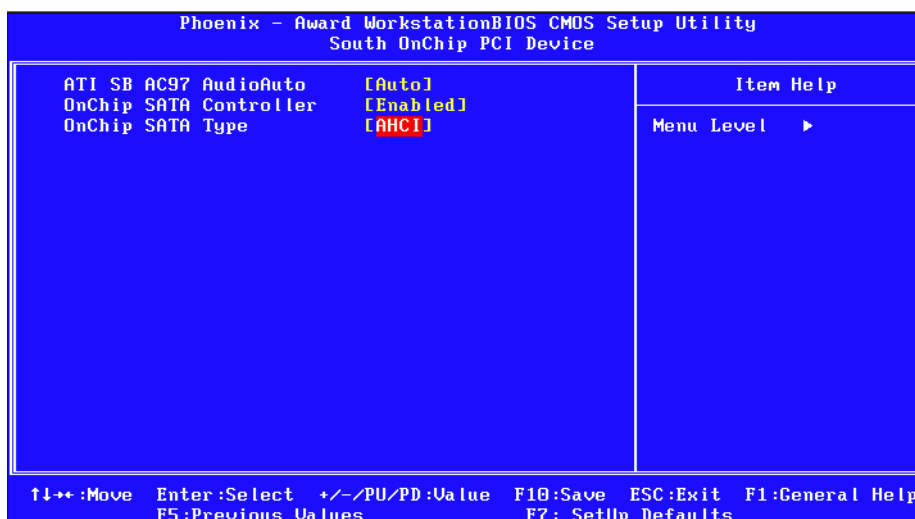 Phoenix - Award WorkstationBIOS CMOS Setup Utility
South OnChip PCI Device
ATI SB AC97 AudioAuto [Auto]
OnChip SATA Controller [Enabled]
OnChip SATA Type [AHCI]
Item Help
Menu Level ▶
↑↓→←:Move Enter:Select +/-/PU/PD:Value F10:Save ESC:Exit F1:General Help
F5:Previous Values F7: SetUp Defaults